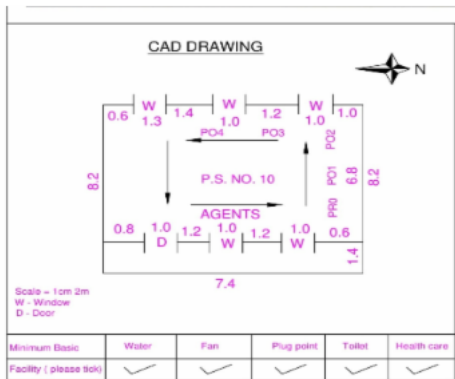 CAD DRAWING
N
0.6 W 1.4 W 1.2 W 1.0
1.3 1.0 1.0
PO4 PO3 PO2
8.2 P.S. NO. 10 PO1 6.8 8.2
AGENTS PRO
0.8 1.0 1.2 1.0 1.2 1.0 0.6
D W W 1.4
7.4
Scale = 1cm 2m
W - Window
D - Door
Minimum Basic Water Fan Plug point Toilet Health care
Facility ( please tick)